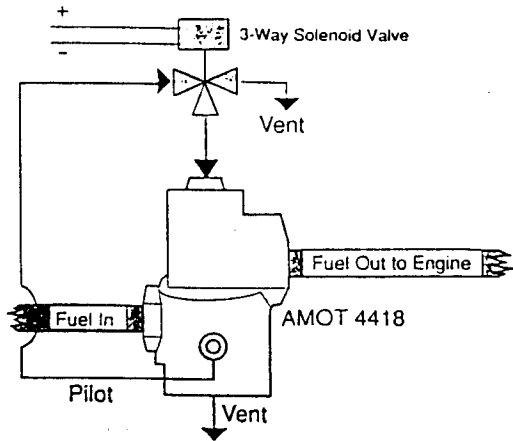 +
3-Way Solenoid Valve
-
Vent
Fuel Out to Engine
Fuel In
AMOT 4418
Pilot
Vent